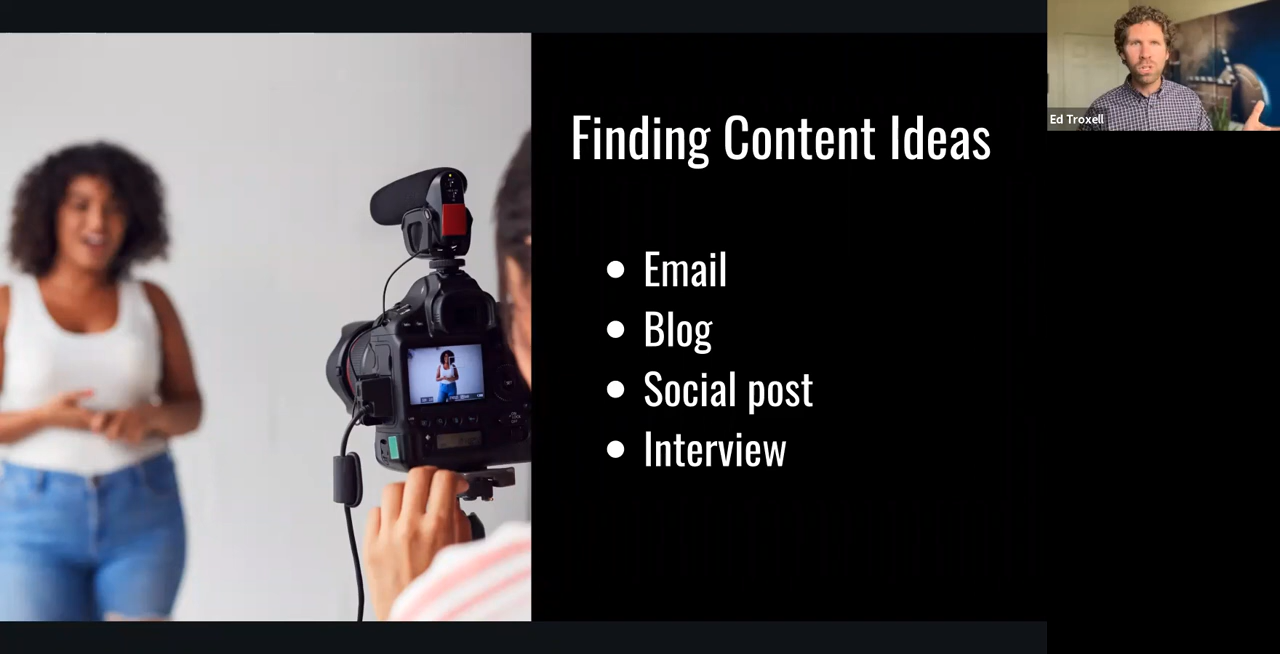 Finding Content Ideas
Email
Blog
Social post
Interview
Ed Troxell